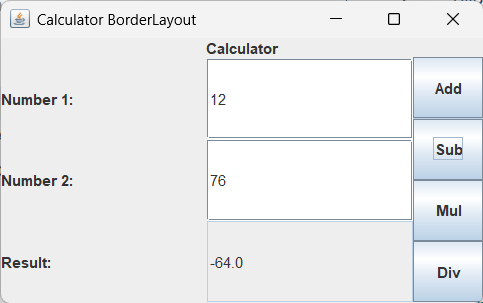 Calculator BorderLayout
Calculator
Number 1:
12
Add
Sub
Number 2:
76
Mul
Result:
-64.0
Div